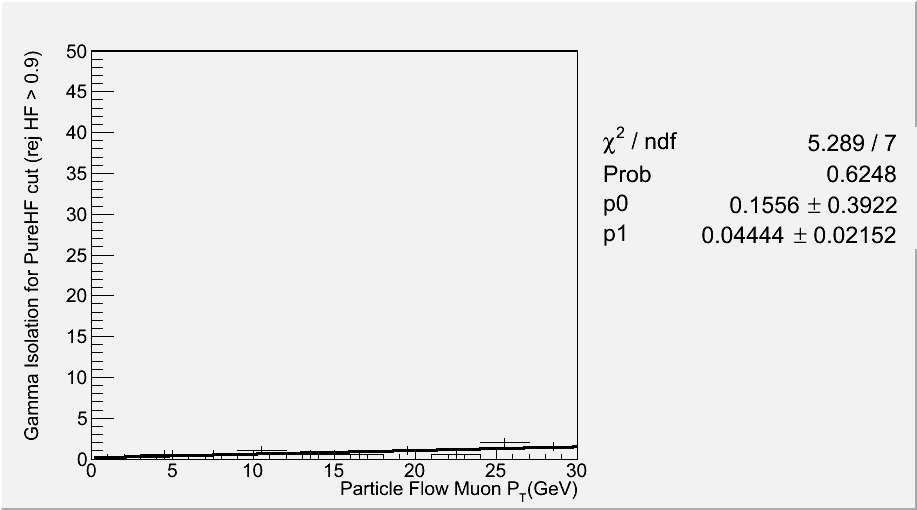 Gamma Isolation for PureHF cut (rej HF > 0.9)
50
45
40
35
30
25
20
15
10
5
0
0 5 10 15 20 25 30
Particle Flow Muon P_T(GeV)
χ² / ndf 5.289 / 7
Prob 0.6248
p0 0.1556 ± 0.3922
p1 0.04444 ± 0.02152